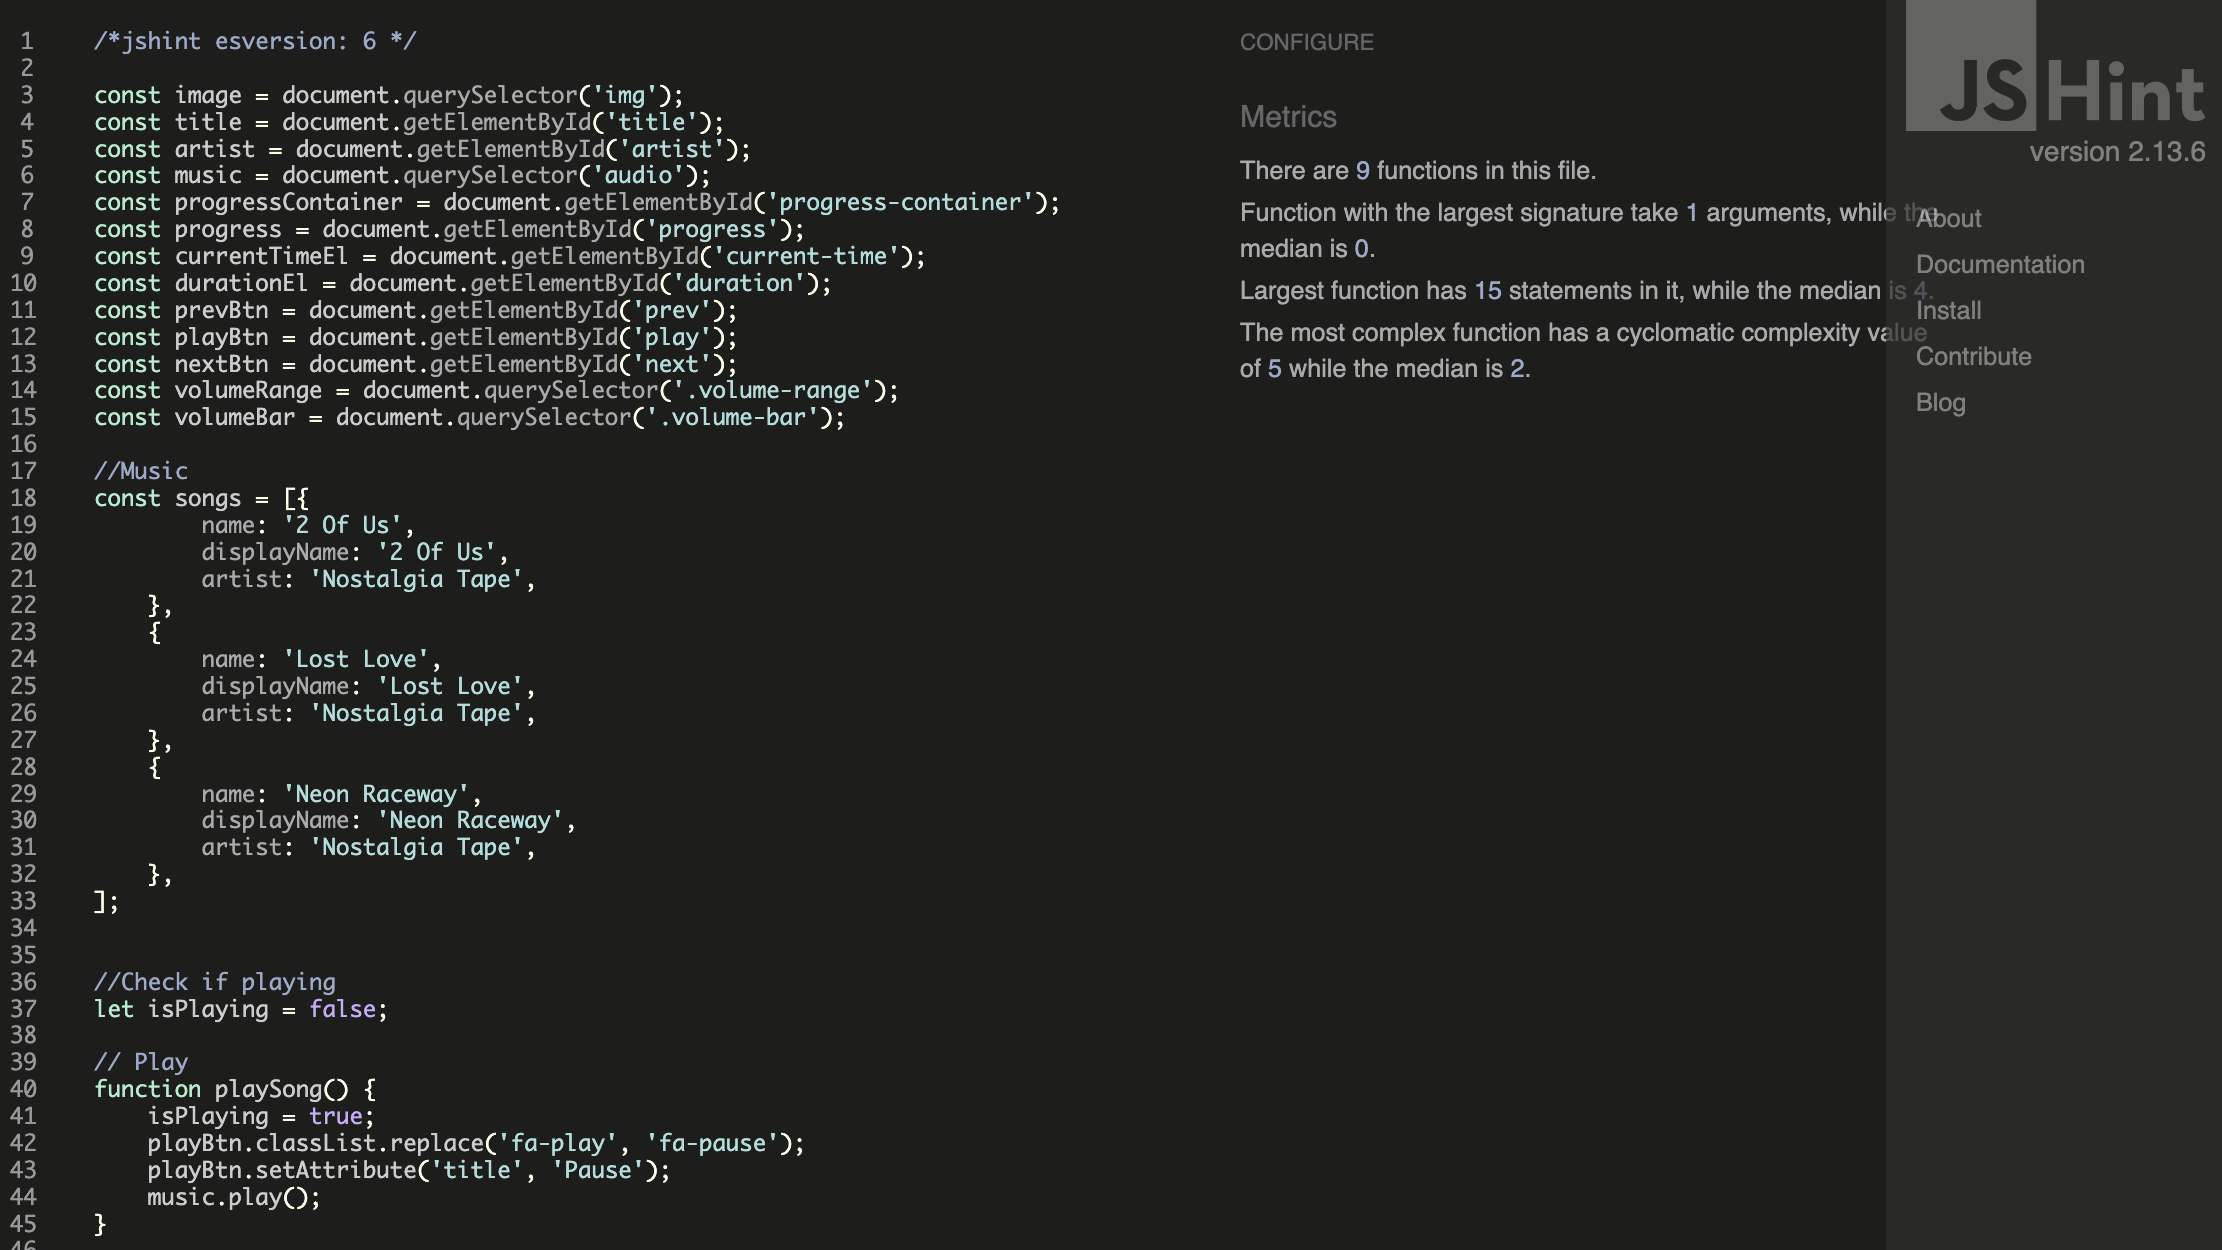 1 /*jshint esversion: 6 */
2
3 const image = document.querySelector('img');
4 const title = document.getElementById('title');
5 const artist = document.getElementById('artist');
6 const music = document.querySelector('audio');
7 const progressContainer = document.getElementById('progress-container');
8 const progress = document.getElementById('progress');
9 const currentTimeEl = document.getElementById('current-time');
10 const durationEl = document.getElementById('duration');
11 const prevBtn = document.getElementById('prev');
12 const playBtn = document.getElementById('play');
13 const nextBtn = document.getElementById('next');
14 const volumeRange = document.querySelector('.volume-range');
15 const volumeBar = document.querySelector('.volume-bar');
16
17 //Music
18 const songs = [{
19 name: '2 Of Us',
20 displayName: '2 Of Us',
21 artist: 'Nostalgia Tape',
22 },
23 {
24 name: 'Lost Love',
25 displayName: 'Lost Love',
26 artist: 'Nostalgia Tape',
27 },
28 {
29 name: 'Neon Raceway',
30 displayName: 'Neon Raceway',
31 artist: 'Nostalgia Tape',
32 },
33 ];
34
35
36 //Check if playing
37 let isPlaying = false;
38
39 // Play
40 function playSong() {
41 isPlaying = true;
42 playBtn.classList.replace('fa-play', 'fa-pause');
43 playBtn.setAttribute('title', 'Pause');
44 music.play();
45 }
46
CONFIGURE
Metrics
There are 9 functions in this file.
Function with the largest signature take 1 arguments, while the
median is 0.
Largest function has 15 statements in it, while the median is 4.
The most complex function has a cyclomatic complexity value
of 5 while the median is 2.
JSHint
version 2.13.6
About
Documentation
Install
Contribute
Blog